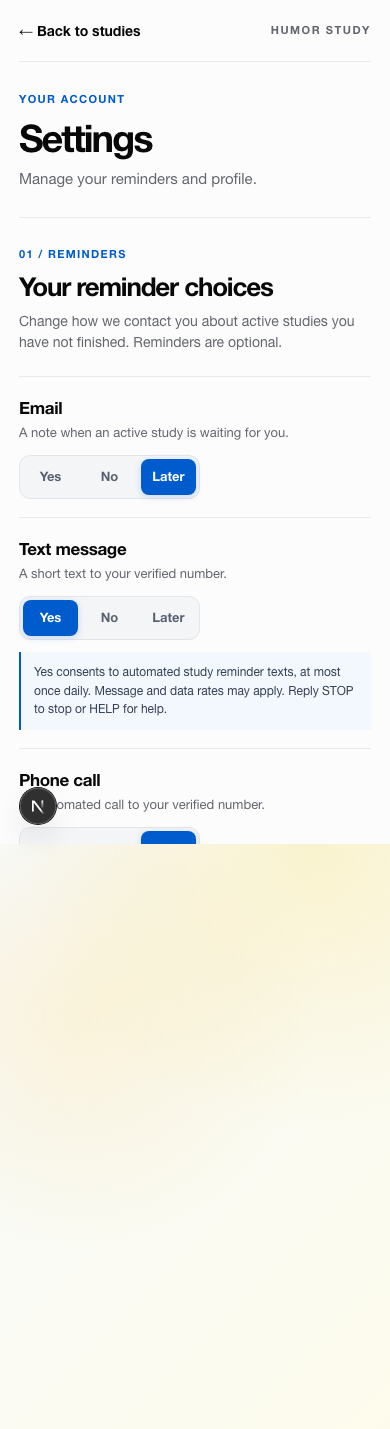 ← Back to studies
HUMOR STUDY
YOUR ACCOUNT
Settings
Manage your reminders and profile.
01 / REMINDERS
Your reminder choices
Change how we contact you about active studies you
have not finished. Reminders are optional.
Email
A note when an active study is waiting for you.
Yes No Later
Text message
A short text to your verified number.
Yes No Later
Yes consents to automated study reminder texts, at most
once daily. Message and data rates may apply. Reply STOP
to stop or HELP for help.
Phone call
N
call to your verified number.